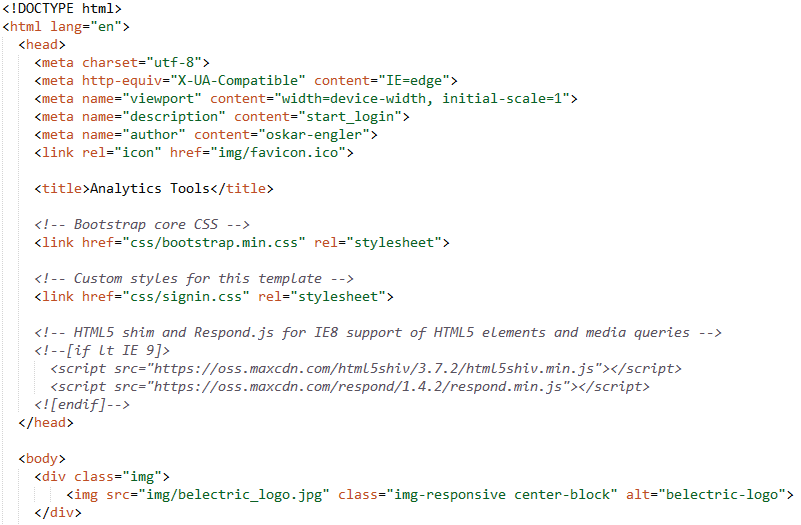 <!DOCTYPE html>
<html lang="en">
<head>
<meta charset="utf-8">
<meta http-equiv="X-UA-Compatible" content="IE=edge">
<meta name="viewport" content="width=device-width, initial-scale=1">
<meta name="description" content="start_login">
<meta name="author" content="oskar-engler">
<link rel="icon" href="img/favicon.ico">
<title>Analytics Tools</title>
<!-- Bootstrap core CSS -->
<link href="css/bootstrap.min.css" rel="stylesheet">
<!-- Custom styles for this template -->
<link href="css/signin.css" rel="stylesheet">
<!-- HTML5 shim and Respond.js for IE8 support of HTML5 elements and media queries -->
<!--[if lt IE 9]>
<script src="https://oss.maxcdn.com/html5shiv/3.7.2/html5shiv.min.js"></script>
<script src="https://oss.maxcdn.com/respond/1.4.2/respond.min.js"></script>
<![endif]-->
</head>
<body>
<div class="img">
<img src="img/belectric_logo.jpg" class="img-responsive center-block" alt="belectric-logo">
</div>